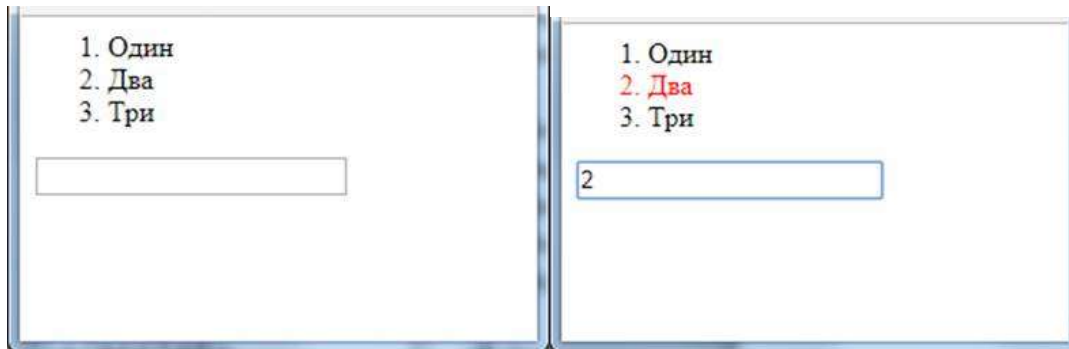 1. Один
2. Два
3. Три
1. Один
2. Два
3. Три
2